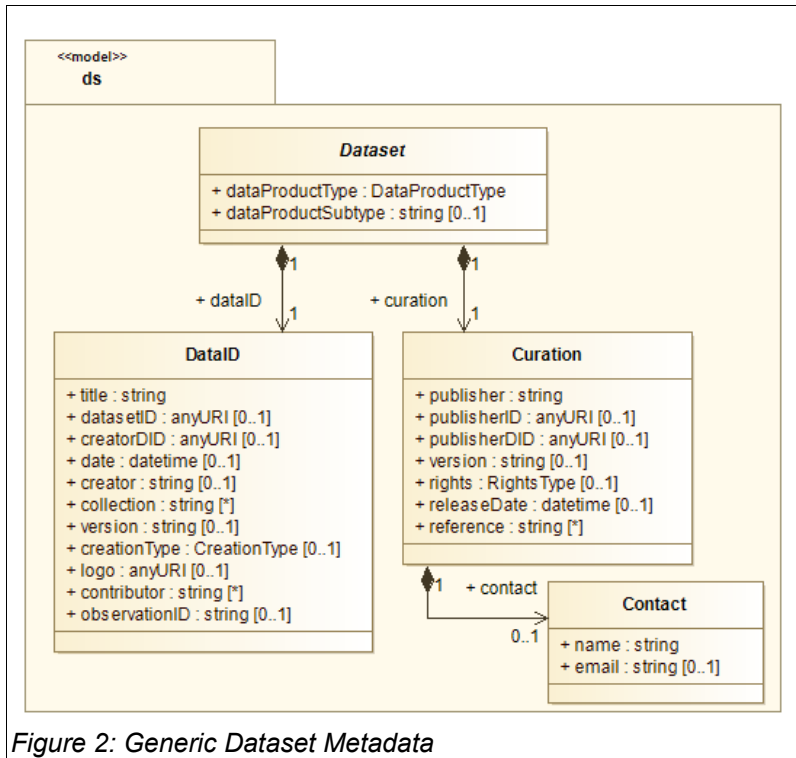 <<model>>
ds
Dataset
+ dataProductType : DataProductType
+ dataProductSubtype : string [0..1]
1
1
+ dataID
+ curation
1
1
DataID
+ title : string
+ datasetID : anyURI [0..1]
+ creatorDID : anyURI [0..1]
+ date : datetime [0..1]
+ creator : string [0..1]
+ collection : string [*]
+ version : string [0..1]
+ creationType : CreationType [0..1]
+ logo : anyURI [0..1]
+ contributor : string [*]
+ observationID : string [0..1]
Curation
+ publisher : string
+ publisherID : anyURI [0..1]
+ publisherDID : anyURI [0..1]
+ version : string [0..1]
+ rights : RightsType [0..1]
+ releaseDate : datetime [0..1]
+ reference : string [*]
1
+ contact
0..1
Contact
+ name : string
+ email : string [0..1]
Figure 2: Generic Dataset Metadata